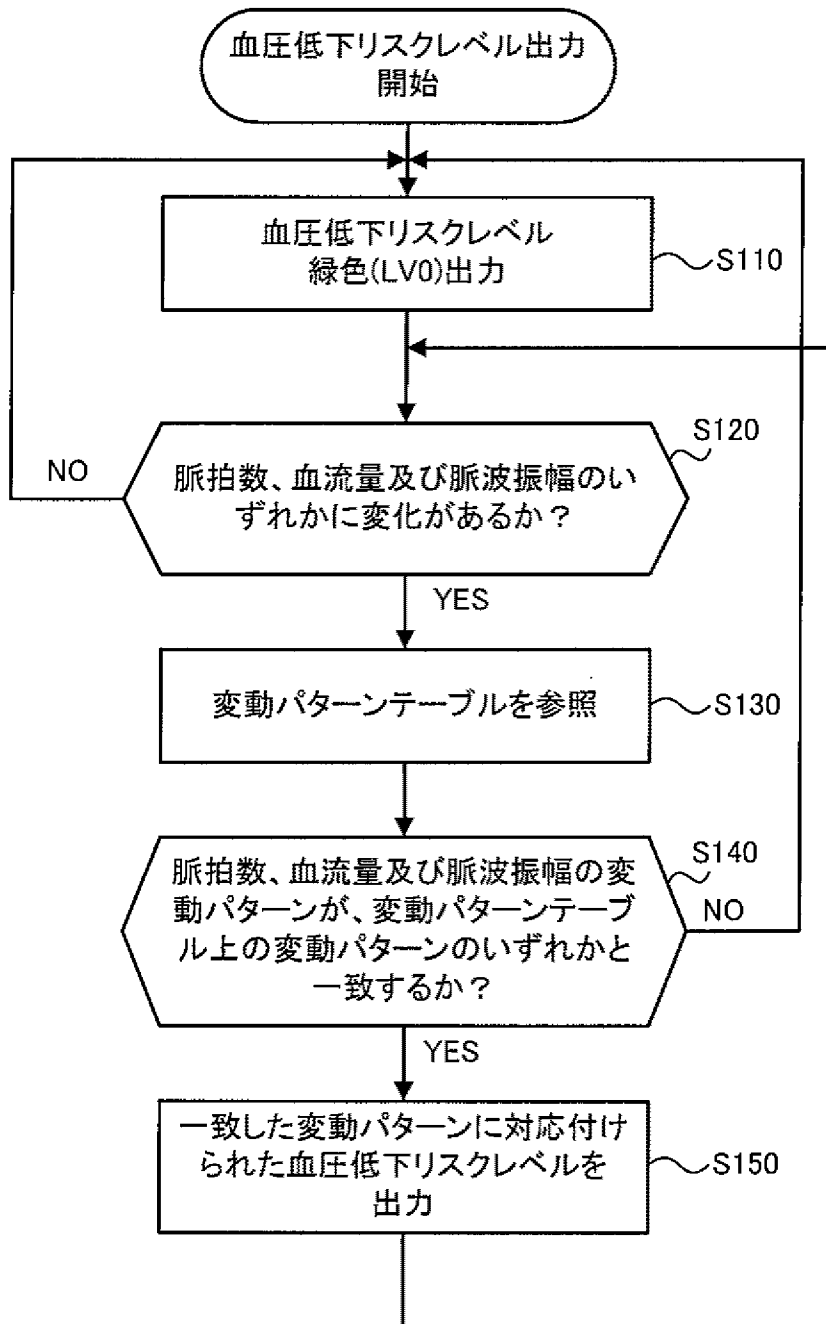 血圧低下リスクレベル出力
開始
血圧低下リスクレベル
緑色(LV0)出力
S110
S120
NO
脈拍数、血流量及び脈波振幅のい
ずれかに変化があるか？
YES
変動パターンテーブルを参照
S130
S140
脈拍数、血流量及び脈波振幅の変
動パターンが、変動パターンテーブ
ル上の変動パターンのいずれかと
一致するか？
NO
YES
一致した変動パターンに対応付け
られた血圧低下リスクレベルを
出力
S150